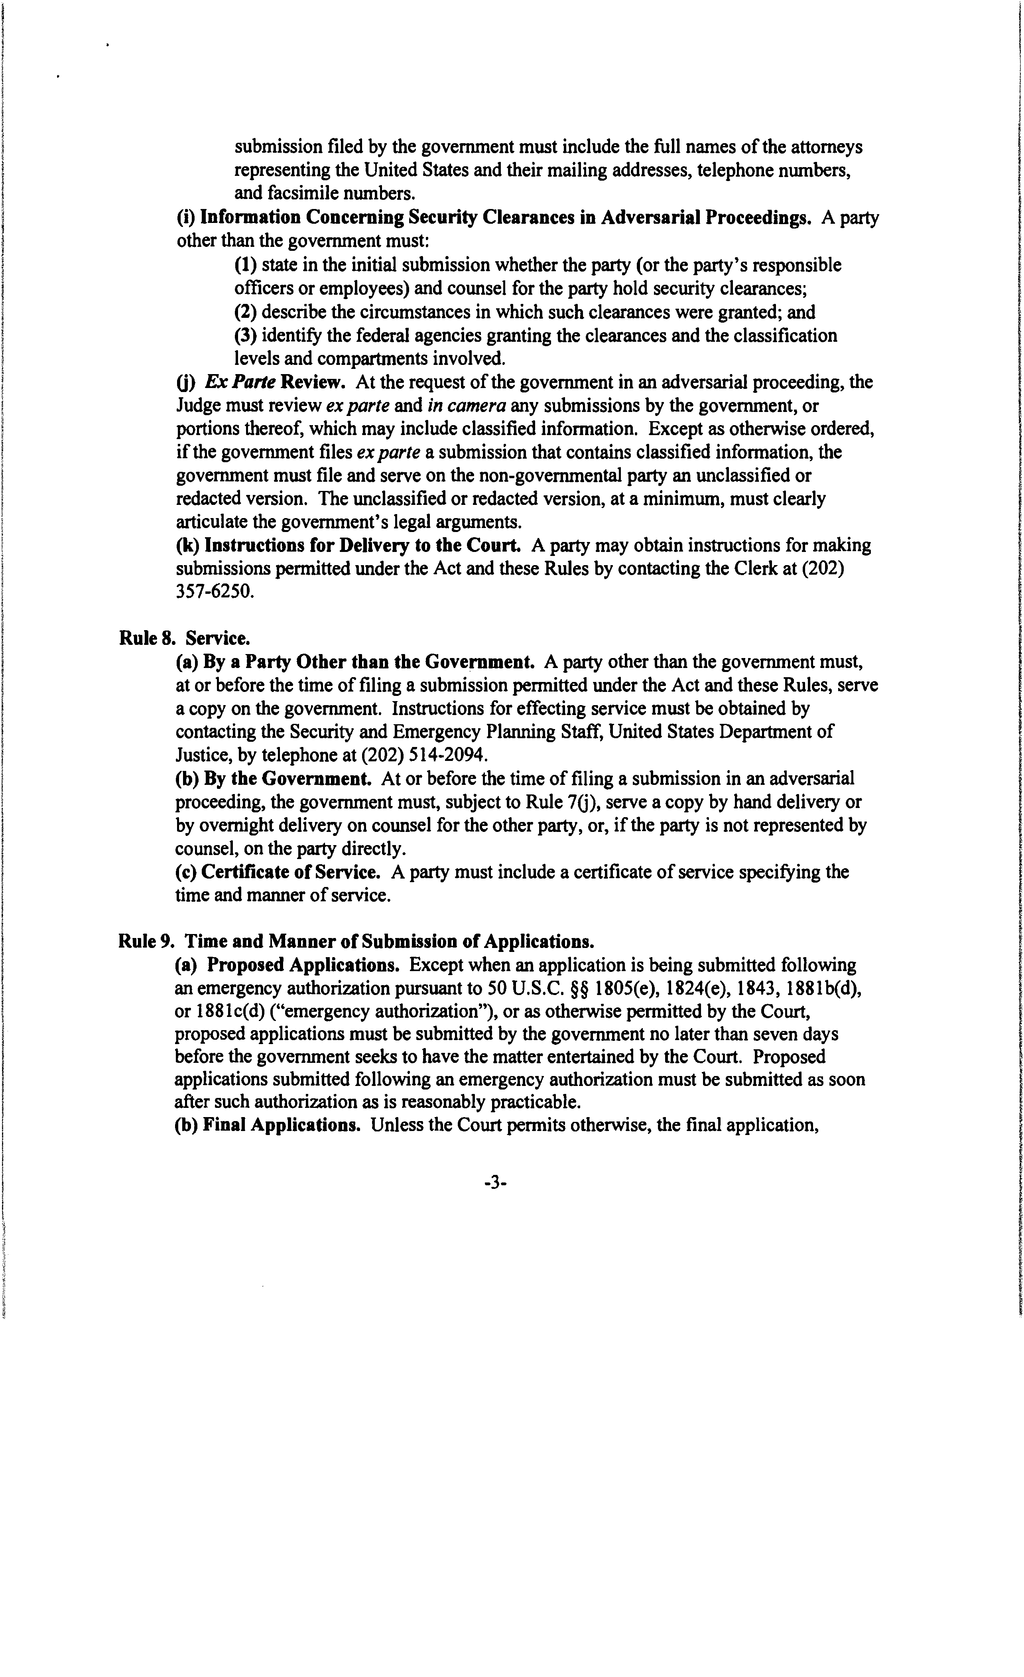 submission filed by the government must include the full names of the attorneys
representing the United States and their mailing addresses, telephone numbers,
and facsimile numbers.
(i) Information Concerning Security Clearances in Adversarial Proceedings. A party
other than the government must:
(1) state in the initial submission whether the party (or the party's responsible
officers or employees) and counsel for the party hold security clearances;
(2) describe the circumstances in which such clearances were granted; and
(3) identify the federal agencies granting the clearances and the classification
levels and compartments involved.
(j) Ex Parte Review. At the request of the government in an adversarial proceeding, the
Judge must review ex parte and in camera any submissions by the government, or
portions thereof, which may include classified information. Except as otherwise ordered,
if the government files ex parte a submission that contains classified information, the
government must file and serve on the non-governmental party an unclassified or
redacted version. The unclassified or redacted version, at a minimum, must clearly
articulate the government's legal arguments.
(k) Instructions for Delivery to the Court. A party may obtain instructions for making
submissions permitted under the Act and these Rules by contacting the Clerk at (202)
357-6250.
Rule 8. Service.
(a) By a Party Other than the Government. A party other than the government must,
at or before the time of filing a submission permitted under the Act and these Rules, serve
a copy on the government. Instructions for effecting service must be obtained by
contacting the Security and Emergency Planning Staff, United States Department of
Justice, by telephone at (202) 514-2094.
(b) By the Government. At or before the time of filing a submission in an adversarial
proceeding, the government must, subject to Rule 7(j), serve a copy by hand delivery or
by overnight delivery on counsel for the other party, or, if the party is not represented by
counsel, on the party directly.
(c) Certificate of Service. A party must include a certificate of service specifying the
time and manner of service.
Rule 9. Time and Manner of Submission of Applications.
(a) Proposed Applications. Except when an application is being submitted following
an emergency authorization pursuant to 50 U.S.C. §§ 1805(e), 1824(e), 1843, 1881b(d),
or 1881c(d) ("emergency authorization"), or as otherwise permitted by the Court,
proposed applications must be submitted by the government no later than seven days
before the government seeks to have the matter entertained by the Court. Proposed
applications submitted following an emergency authorization must be submitted as soon
after such authorization as is reasonably practicable.
(b) Final Applications. Unless the Court permits otherwise, the final application,
-3-